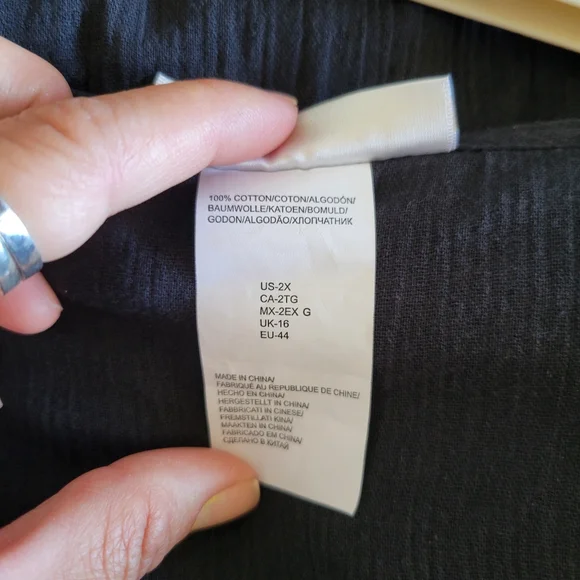 100% COTTON/COTON/ALGODÓN/
BAUMWOLLE/KATOEN/BOMULD/
GODON/ALGODÃO/ХЛОПЧАТНИК
US-2X
CA-2TG
MX-2EX G
UK-16
EU-44
MADE IN CHINA/
FABRIQUÉ AU REPUBLIQUE DE CHINE/
HECHO EN CHINA/
HERGESTELLT IN CHINA/
FABBRICATI IN CINESE/
FREMSTILLATI KINA/
MAAKTEN IN CHINA/
FABRICADO EM CHINA/
СДЕЛАНО В КИТАЙ